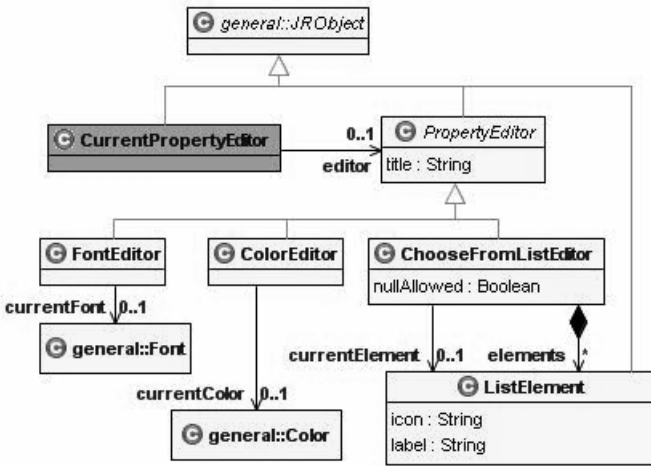 C general::JRObject
C CurrentPropertyEditor
0..1
C PropertyEditor
editor
title : String
C FontEditor
C ColorEditor
C ChooseFromListEditor
nullAllowed : Boolean
currentFont 0..1
C general::Font
currentElement 0..1
elements *
C ListElement
currentColor 0..1
icon : String
C general::Color
label : String